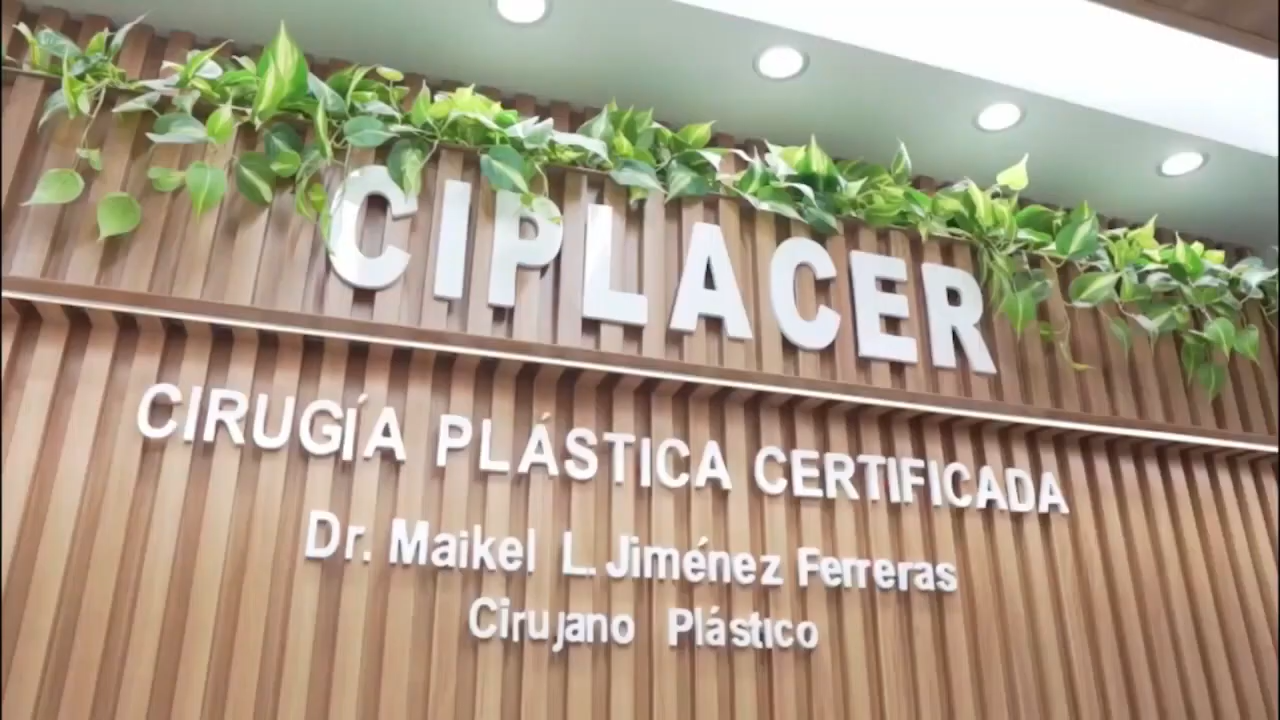 CIPLACER
CIRUGÍA PLÁSTICA CERTIFICADA
Dr. Maikel L. Jiménez Ferreras
Cirujano Plástico